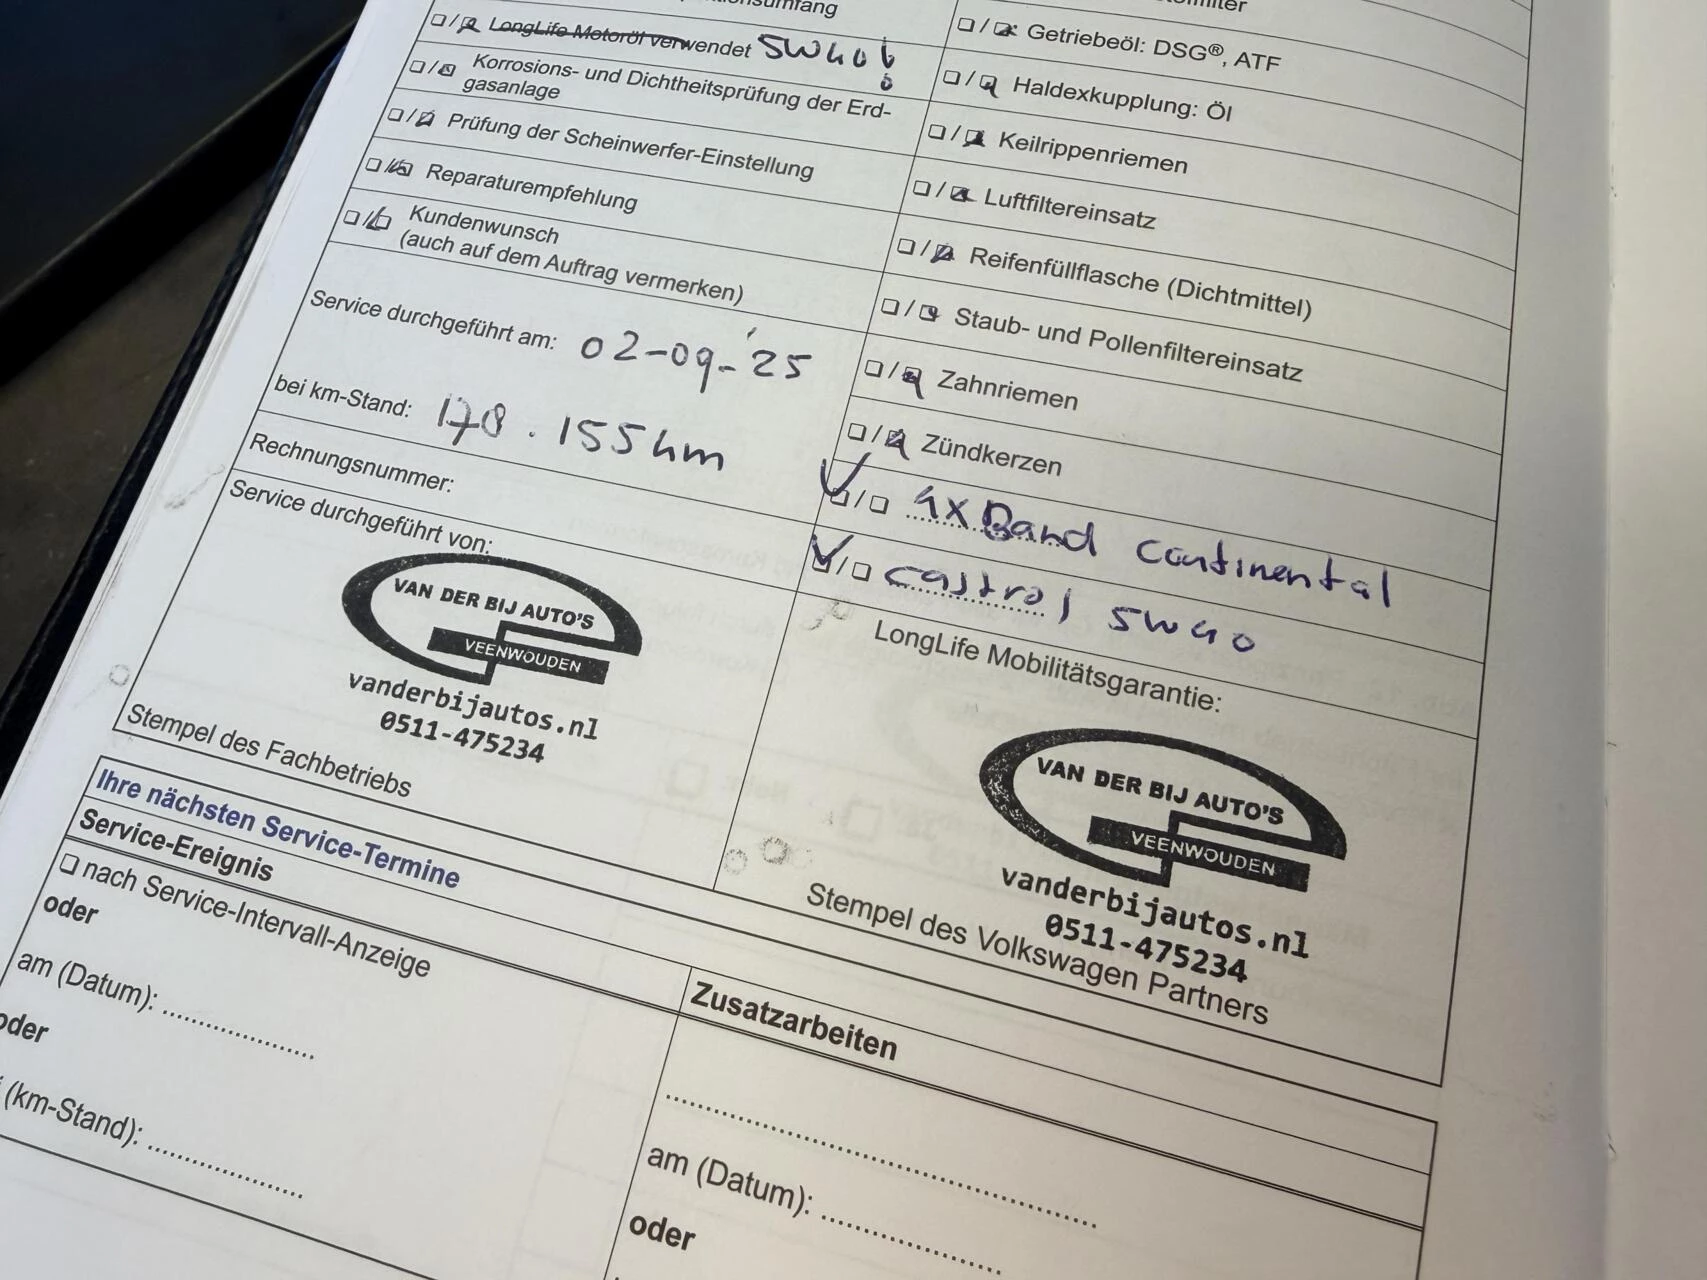 LongLife Motoröl verwendet 5W40!
Korrosions- und Dichtheitsprüfung der Erd-
gasanlage
Prüfung der Scheinwerfer-Einstellung
Reparaturempfehlung
Kundenwunsch
(auch auf dem Auftrag vermerken)
Service durchgeführt am: 02-09-'25
bei km-Stand: 178.155km
Rechnungsnummer:
Service durchgeführt von:
VAN DER BIJ AUTO'S
VEENWOUDEN
vanderbijautos.nl
0511-475234
Stempel des Fachbetriebs
Getriebeöl: DSG®, ATF
Haldexkupplung: Öl
Keilrippenriemen
Luftfiltereinsatz
Reifenfüllflasche (Dichtmittel)
Staub- und Pollenfiltereinsatz
Zahnriemen
Zündkerzen
4x Band Continental
Castrol 5W40
LongLife Mobilitätsgarantie:
VAN DER BIJ AUTO'S
VEENWOUDEN
vanderbijautos.nl
0511-475234
Stempel des Volkswagen Partners
Ihre nächsten Service-Termine
Service-Ereignis
nach Service-Intervall-Anzeige
oder
am (Datum):
oder
(km-Stand):
Zusatzarbeiten
am (Datum):
oder